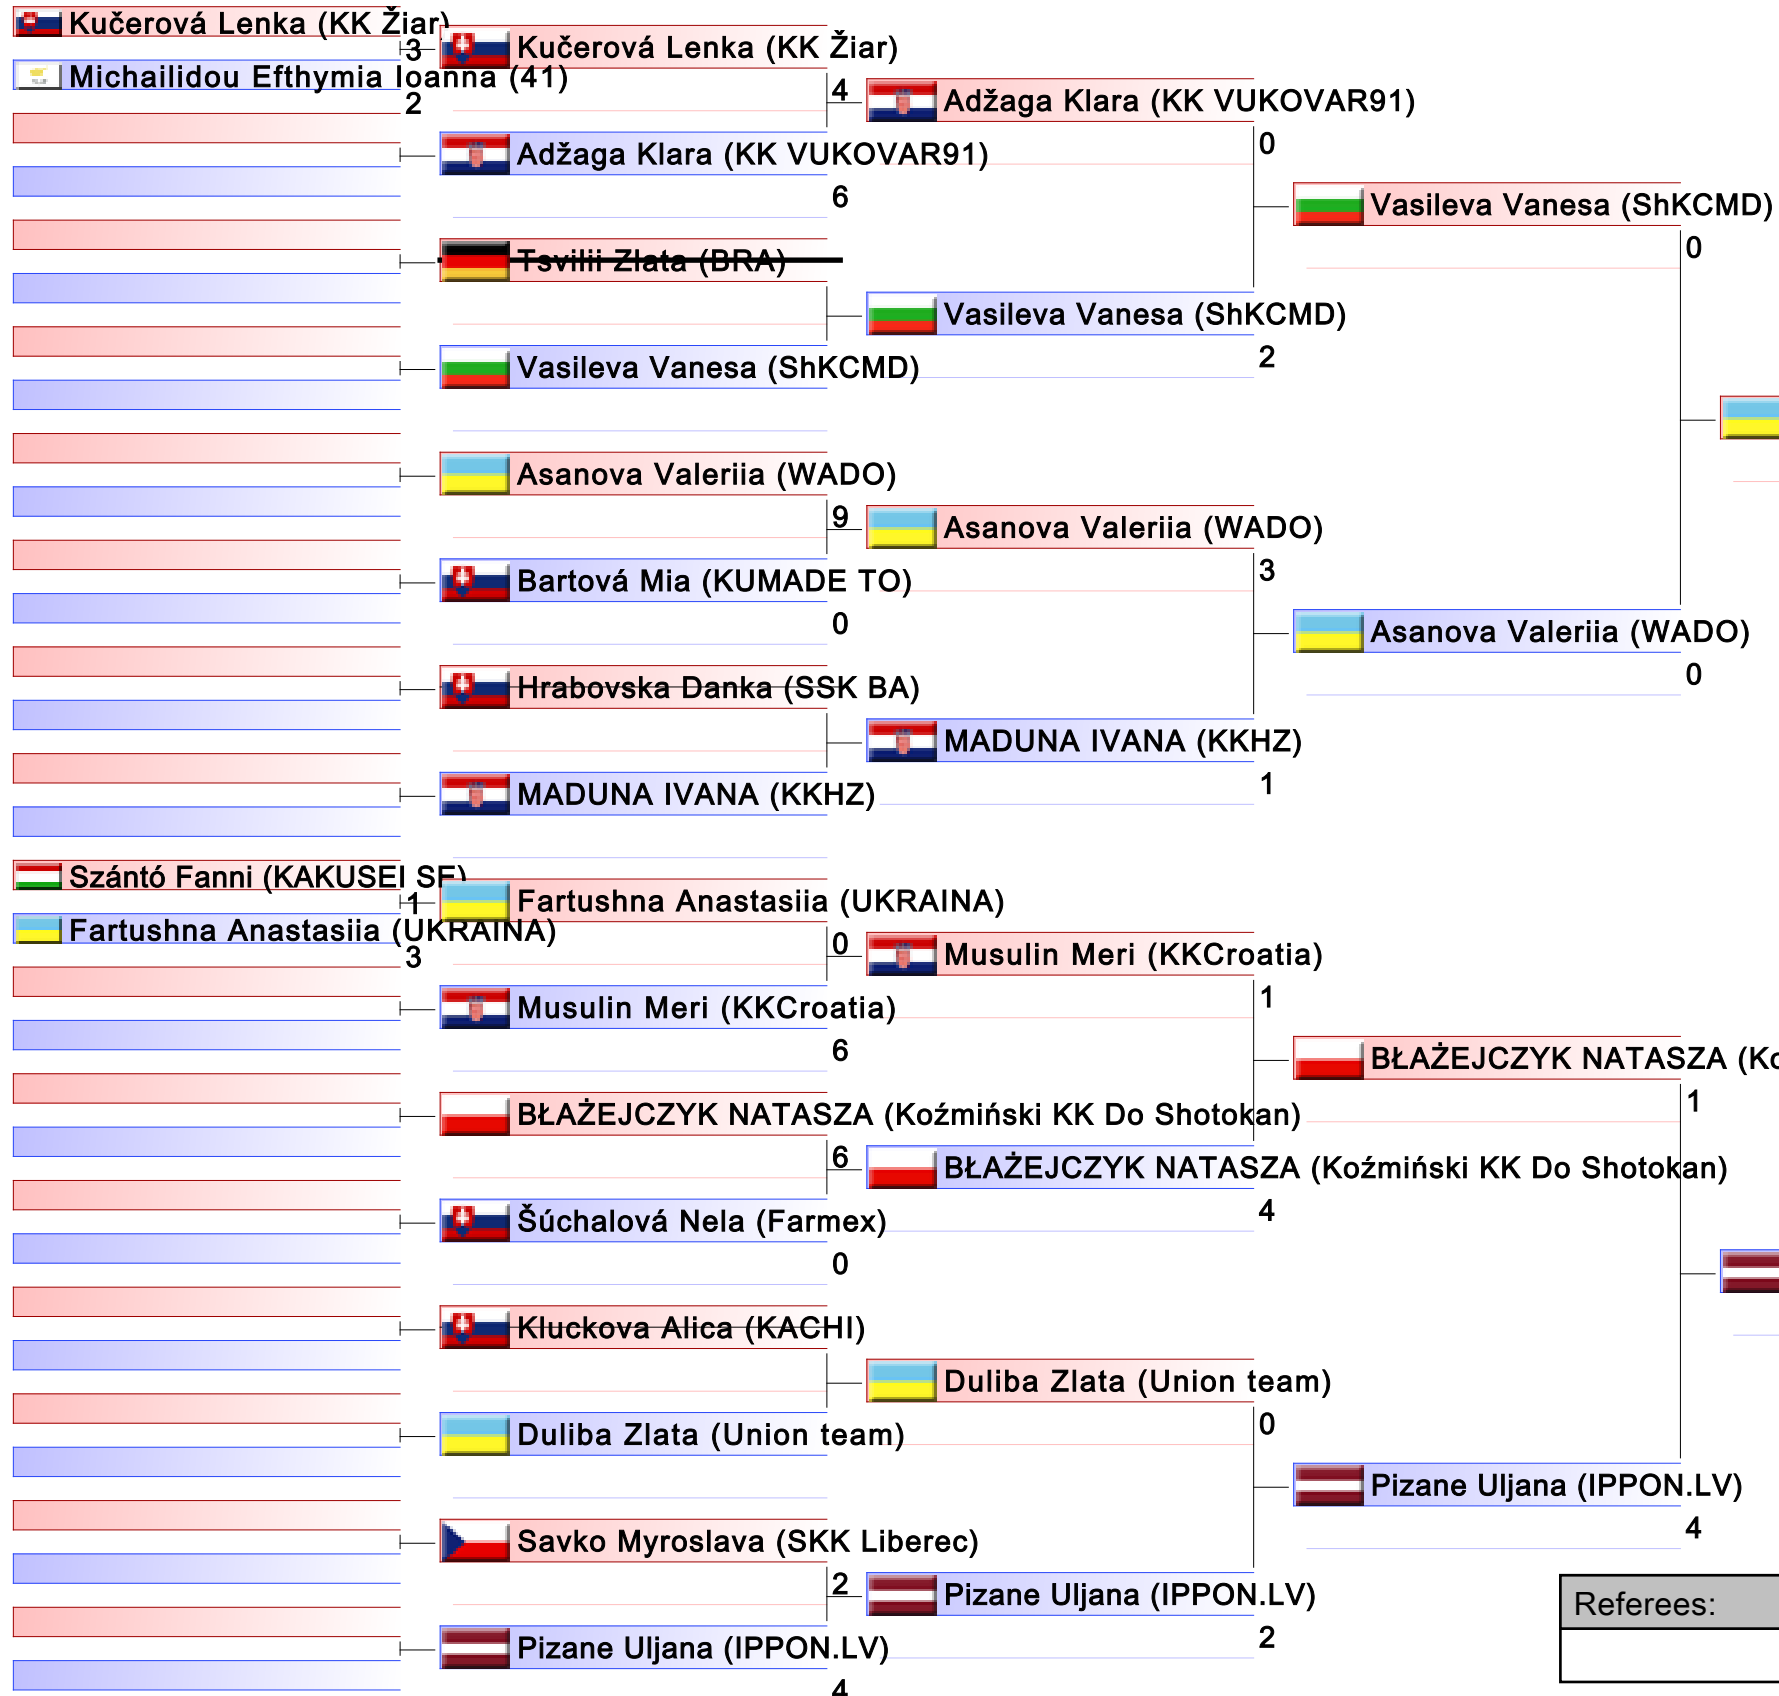 Kučerová Lenka (KK Žiar)
3
Michailidou Efthymia Ioanna (41)
2
Szántó Fanni (KAKUSEI SE)
1
Fartushna Anastasiia (UKRAINA)
3
Kučerová Lenka (KK Žiar)
4
Adžaga Klara (KK VUKOVAR91)
6
Tsvilii Zlata (BRA)
Vasileva Vanesa (ShKCMD)
Asanova Valeriia (WADO)
9
Bartová Mia (KUMADE TO)
0
Hrabovska Danka (SSK BA)
MADUNA IVANA (KKHZ)
Fartushna Anastasiia (UKRAINA)
0
Musulin Meri (KKCroatia)
6
BŁAŻEJCZYK NATASZA (Koźmiński KK Do Shotokan)
6
Šúchalová Nela (Farmex)
0
Kluckova Alica (KACHI)
Duliba Zlata (Union team)
Savko Myroslava (SKK Liberec)
2
Pizane Uljana (IPPON.LV)
4
Adžaga Klara (KK VUKOVAR91)
0
Vasileva Vanesa (ShKCMD)
2
Asanova Valeriia (WADO)
3
MADUNA IVANA (KKHZ)
1
Musulin Meri (KKCroatia)
1
BŁAŻEJCZYK NATASZA (Koźmiński KK Do Shotokan)
4
Duliba Zlata (Union team)
0
Pizane Uljana (IPPON.LV)
2
Vasileva Vanesa (ShKCMD)
0
Asanova Valeriia (WADO)
0
BŁAŻEJCZYK NATASZA (Ko
1
Pizane Uljana (IPPON.LV)
4
Referees: